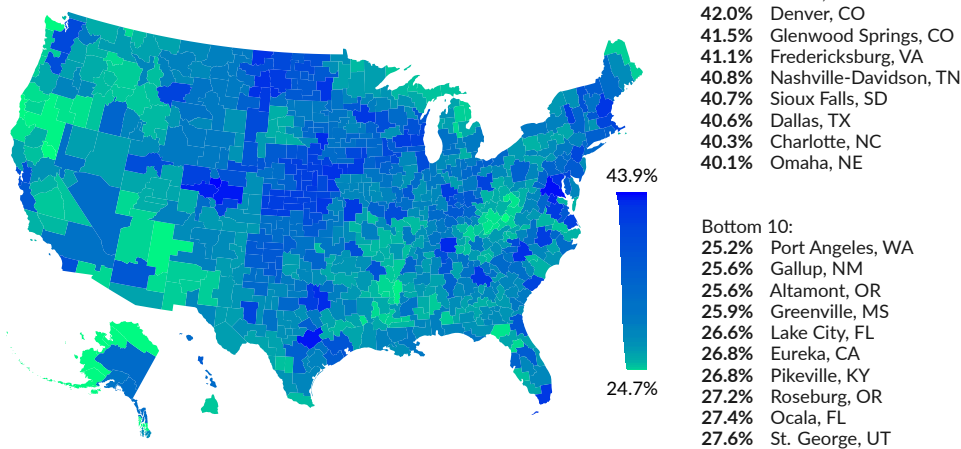 42.0% Denver, CO
41.5% Glenwood Springs, CO
41.1% Fredericksburg, VA
40.8% Nashville-Davidson, TN
40.7% Sioux Falls, SD
40.6% Dallas, TX
40.3% Charlotte, NC
40.1% Omaha, NE
43.9%
24.7%
Bottom 10:
25.2% Port Angeles, WA
25.6% Gallup, NM
25.6% Altamont, OR
25.9% Greenville, MS
26.6% Lake City, FL
26.8% Eureka, CA
26.8% Pikeville, KY
27.2% Roseburg, OR
27.4% Ocala, FL
27.6% St. George, UT